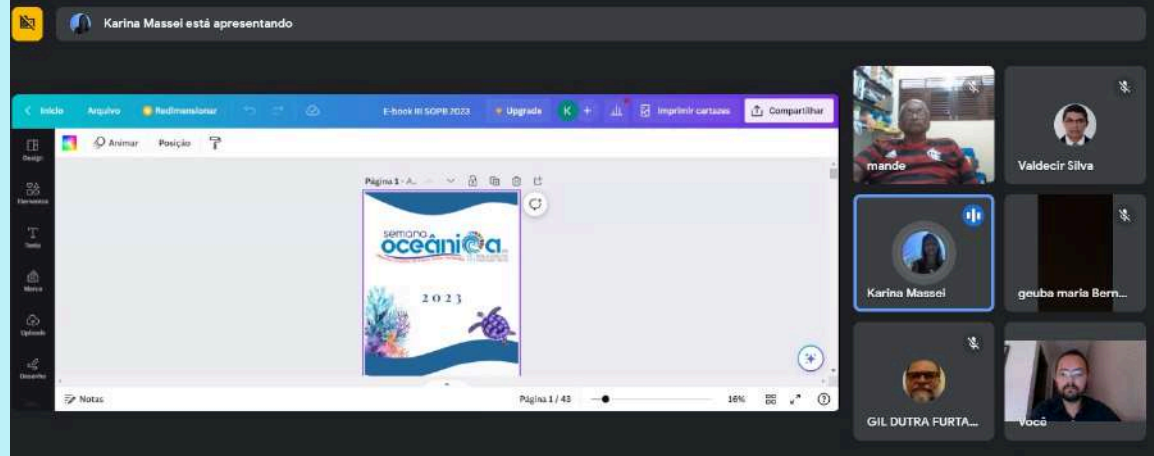 Karina Massei está apresentando
Início Arquivo Redimensionar E-book III SOPB 2023 Upgrade K + Imprimir cartazes Compartilhar
Design
Animar Posição
Elementos
Página 1 - A...
T
Texto
semana
oceânica
Marca
2023
Uploads
Desenho
Notas
Página 1 / 43
16%
mande
Valdecir Silva
Karina Massei
geuba maria Bern...
GIL DUTRA FURTA...
Você